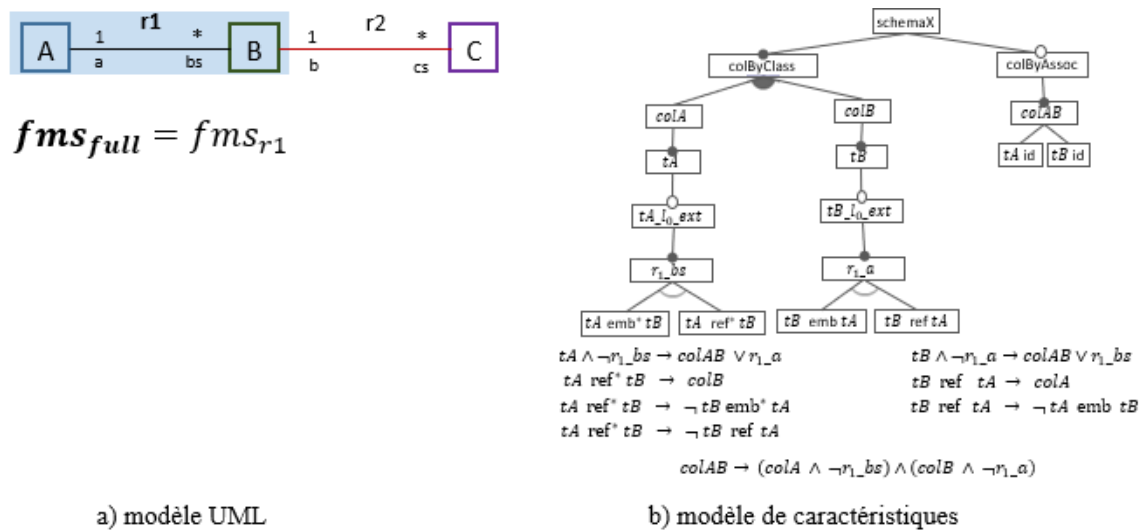 r1
r2
A
1
*
B
1
*
C
a
bs
b
cs
fms_full = fms_r1
schemaX
colByClass
colByAssoc
colA
colB
colAB
tA
tB
tA id
tB id
tA_l₀_ext
tB_l₀_ext
r₁_bs
r₁_a
tA emb* tB
tA ref* tB
tB emb tA
tB ref tA
tA ∧ ¬r₁_bs → colAB ∨ r₁_a
tB ∧ ¬r₁_a → colAB ∨ r₁_bs
tA ref* tB → colB
tB ref tA → colA
tA ref* tB → ¬ tB emb* tA
tB ref tA → ¬ tA emb tB
tA ref* tB → ¬ tB ref tA
colAB → (colA ∧ ¬r₁_bs) ∧ (colB ∧ ¬r₁_a)
a) modèle UML
b) modèle de caractéristiques